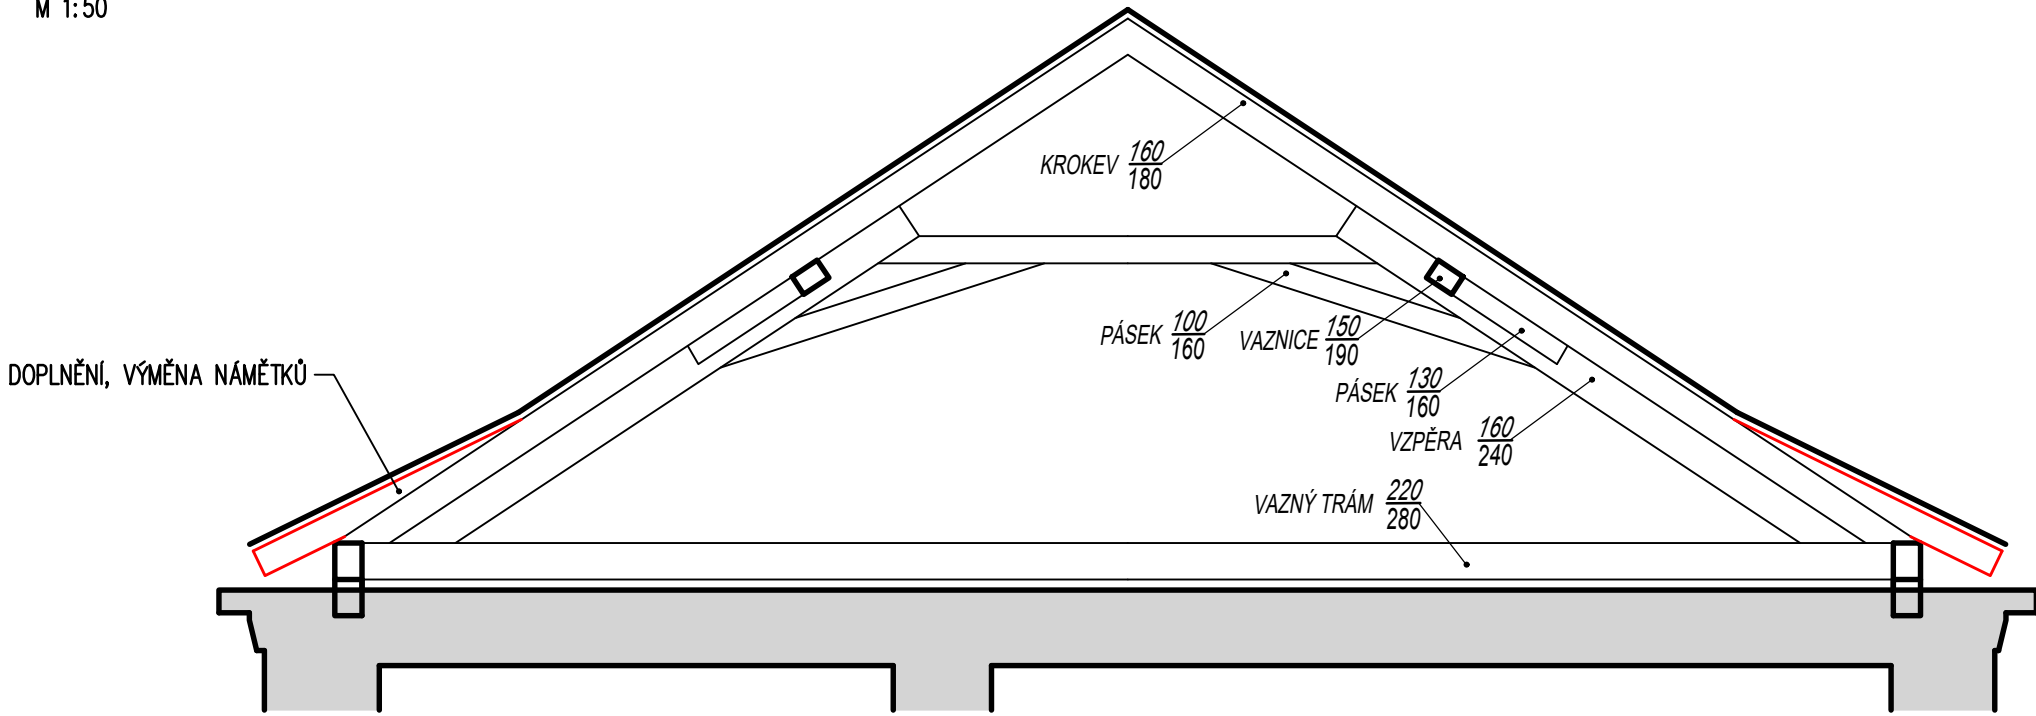 M 1:50
KROKEV 160/180
PÁSEK 100/160
VAZNICE 150/190
DOPLNĚNÍ, VÝMĚNA NÁMĚTKŮ
PÁSEK 130/160
VZPĚRA 160/240
VAZNÝ TRÁM 220/280